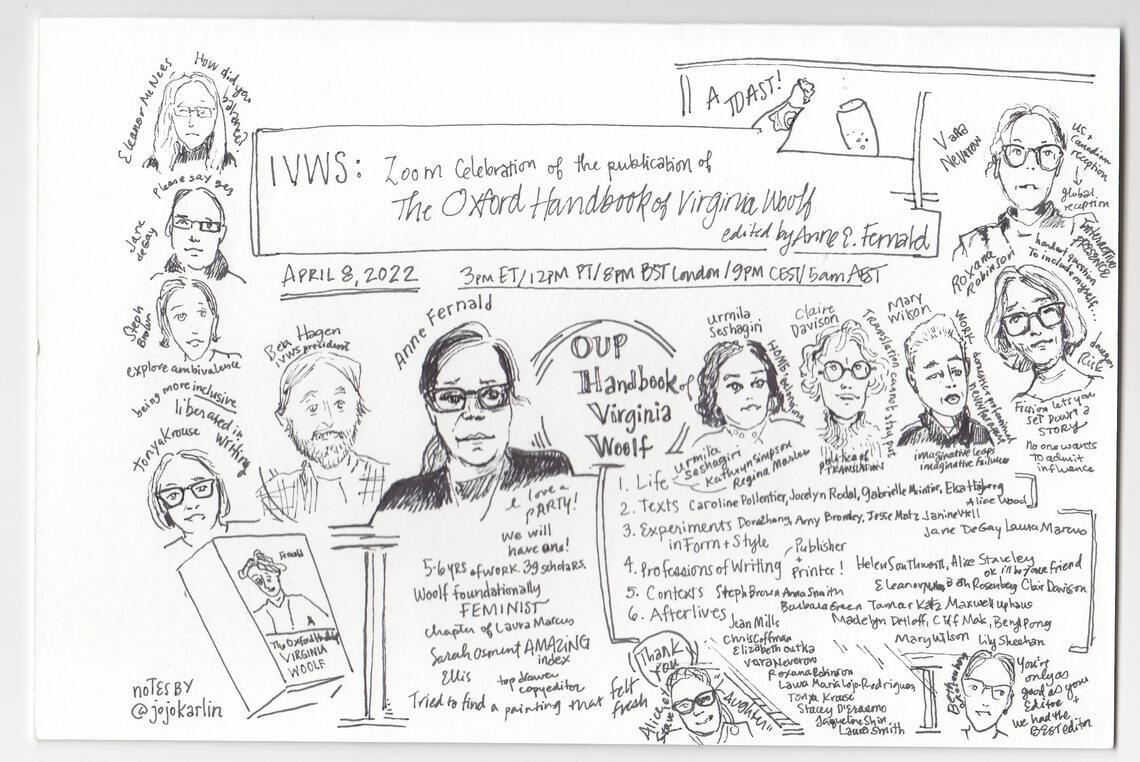 Eleanor McNees
How did you
Please say yes
Jane deGay
Steph Brown
explore ambivalence
being more inclusive
liberated in
writing
Tonya Krause
A TOAST!
IVWS: Zoom Celebration of the publication of
The Oxford Handbook of Virginia Woolf
edited by Anne E. Fernald
APRIL 8, 2022
3pm ET/12pm PT/8pm BST London/9pm CEST/5am AEST
Vara Neverow
US + Canadian reception
↓
global reception
Roxana Robinson
hardest question
To include myself...
Fiction lets you
set down a
STORY
No one wants
to admit
influence
Ben Hagen
IVWS president
Anne Fernald
OUP
Handbook of
Virginia
Woolf
Urmila
Seshagiri
HOME: belonging
Claire
Davison
Translation cannot stay put
politics of
TRANSLATION
Mary
Wilson
WORK domestic + professional
never transparent
imaginative leaps
imaginative failures
I love a
PARTY!
We will
have one!
5-6 yrs of work. 39 scholars.
Woolf foundationally
FEMINIST
chapter of Laura Marcus
Sarah Osment AMAZING
index
Ellis top drawer
copyeditor
Tried to find a painting that felt
fresh
1. Life Urmila Seshagiri Kathryn Simpson Regina Marler
2. Texts Caroline Pollentier, Jocelyn Rodal, Gabrielle McIntire, Elsa Högberg
Alice Wood
3. Experiments Dora Zhang, Amy Bromley, Jesse Matz Janine Utell
in Form + Style Jane DeGay Laura Marcus
4. Professions of Writing Publisher + Printer! Helen Southworth, Alice Staveley
ok i'll be your friend
Eleanor Beth Rosenberg Clair Davison
5. Contexts Steph Brown Anna Snaith
Barbara Green Tamar Katz Maxwell Uphaus
6. Afterlives Madelyn Detloff, Cliff Mak, Beryl Pong
Jean Mills Mary Wilson Lily Sheehan
Chris Coffman
Elizabeth Outka
Vara Neverow
Roxana Robinson
Laura María Lojo-Rodríguez
Tonya Krause
Stacey D'Erasmo
Jaqueline Shin
Laura Smith
Fernald
The Oxford Handbook
VIRGINIA
WOOLF
NOTES BY
@jojokarlin
Thank you
Alice Staveley
Beth Rosenberg
You're
only as
good as your
Editor +
we had the
BEST editor